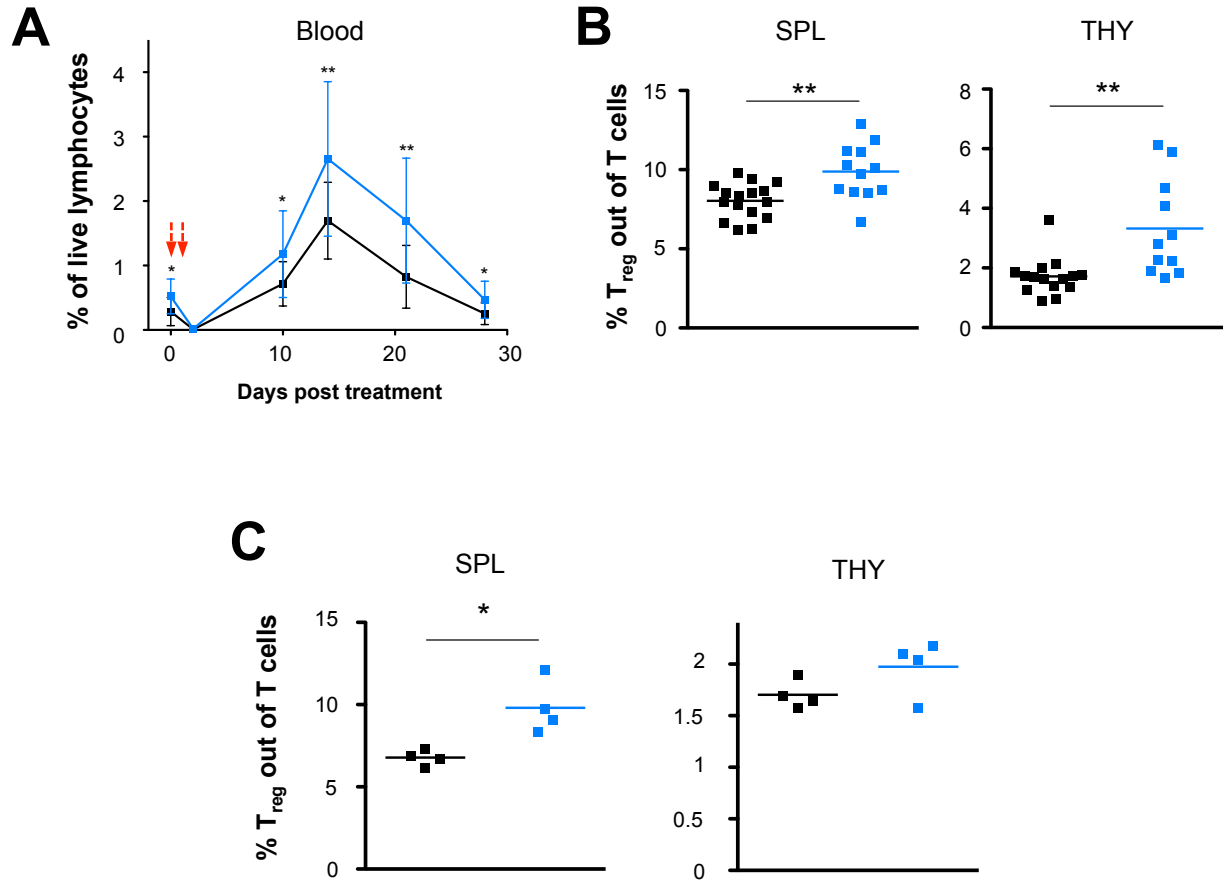 A
Blood
% of live lymphocytes
4
3
2
1
0
*
*
**
**
*
0
10
20
30
Days post treatment
B
SPL
THY
% Treg out of T cells
15
10
5
0
**
8
6
4
2
0
**
C
SPL
THY
% Treg out of T cells
15
10
5
0
*
2
1.5
1
0.5
0